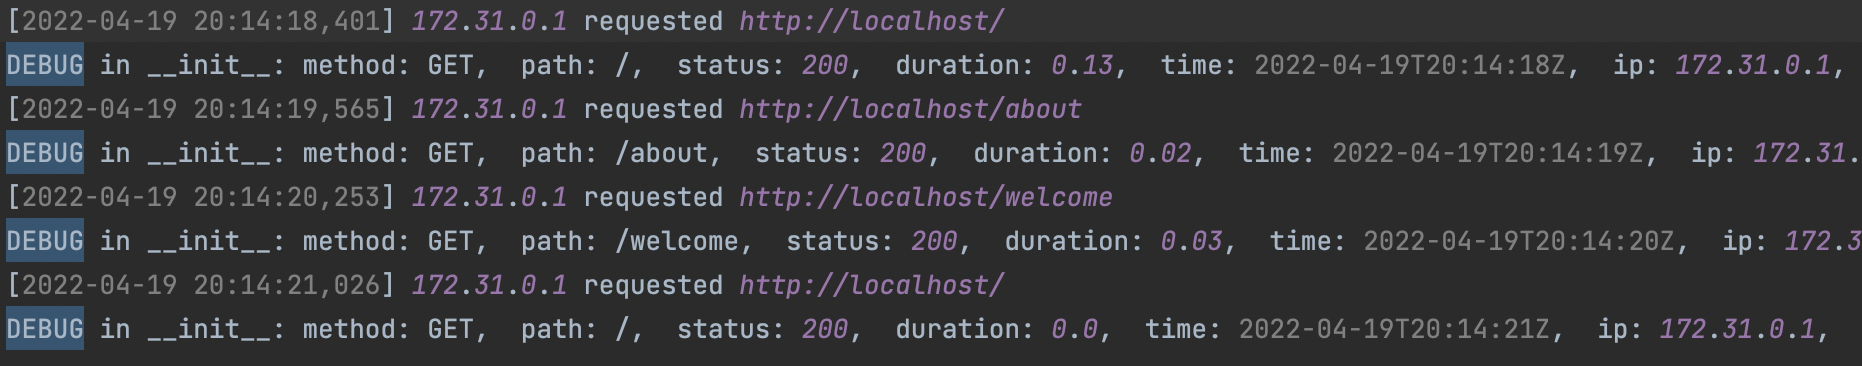 [2022-04-19 20:14:18,401] 172.31.0.1 requested http://localhost/
DEBUG in __init__: method: GET,  path: /,  status: 200,  duration: 0.13,  time: 2022-04-19T20:14:18Z,  ip: 172.31.0.1,
[2022-04-19 20:14:19,565] 172.31.0.1 requested http://localhost/about
DEBUG in __init__: method: GET,  path: /about,  status: 200,  duration: 0.02,  time: 2022-04-19T20:14:19Z,  ip: 172.31.
[2022-04-19 20:14:20,253] 172.31.0.1 requested http://localhost/welcome
DEBUG in __init__: method: GET,  path: /welcome,  status: 200,  duration: 0.03,  time: 2022-04-19T20:14:20Z,  ip: 172.3
[2022-04-19 20:14:21,026] 172.31.0.1 requested http://localhost/
DEBUG in __init__: method: GET,  path: /,  status: 200,  duration: 0.0,  time: 2022-04-19T20:14:21Z,  ip: 172.31.0.1,